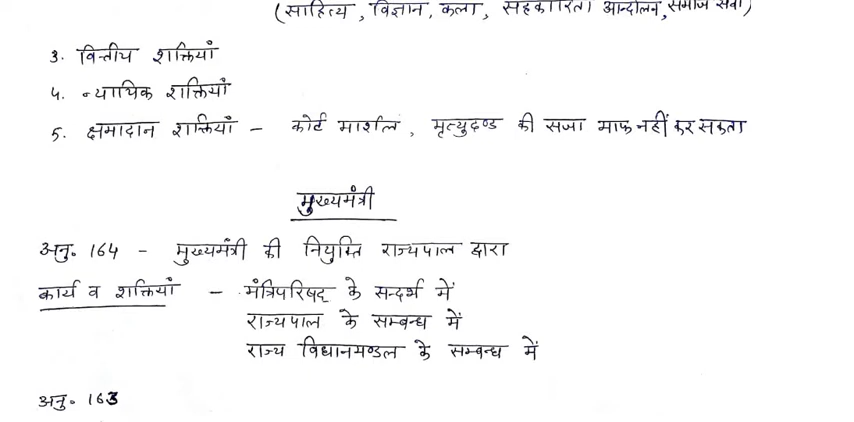 (साहित्य, विज्ञान, कला, सहकारिता आन्दोलन, समाज सेवा)
3. वित्तीय शक्तियाँ
4. न्यायिक शक्तियाँ
5. क्षमादान शक्तियाँ - कोर्ट मार्शल, मृत्युदण्ड की सजा माफ नहीं कर सकता
मुख्यमंत्री
अनु. 164 - मुख्यमंत्री की नियुक्ति राज्यपाल द्वारा
कार्य व शक्तियाँ - मंत्रिपरिषद् के सन्दर्भ में
राज्यपाल के सम्बन्ध में
राज्य विधानमण्डल के सम्बन्ध में
अनु. 163